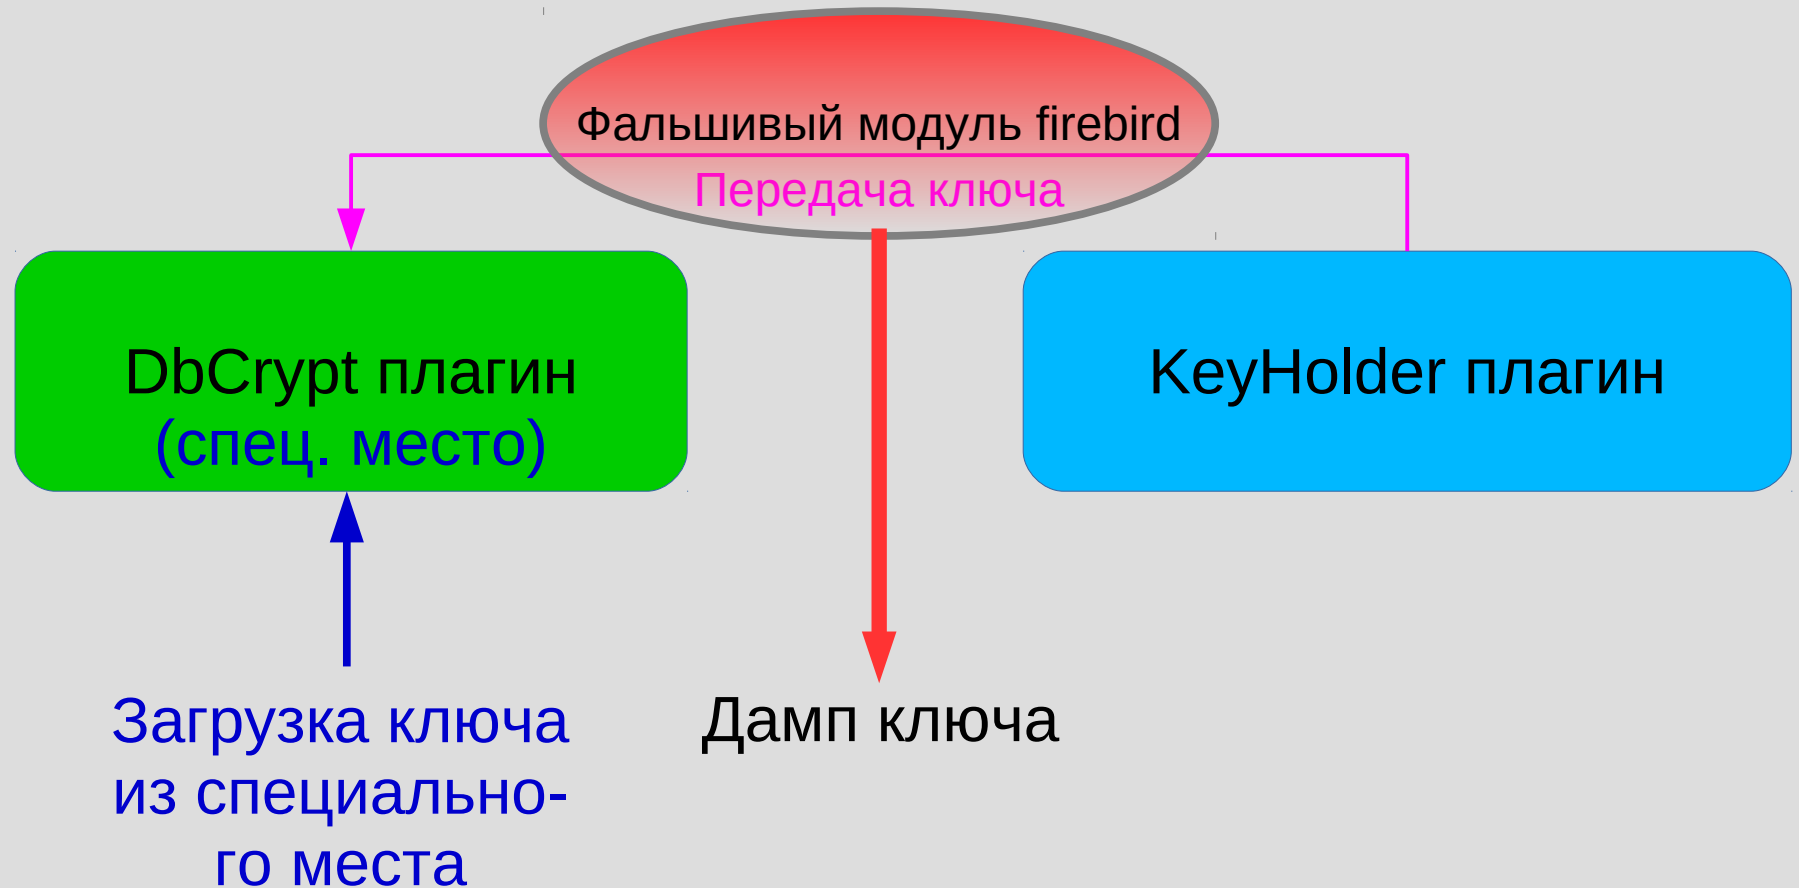 Фальшивый модуль firebird
Передача ключа
DbCrypt плагин
(спец. место)
KeyHolder плагин
Загрузка ключа
из специально-
го места
Дамп ключа